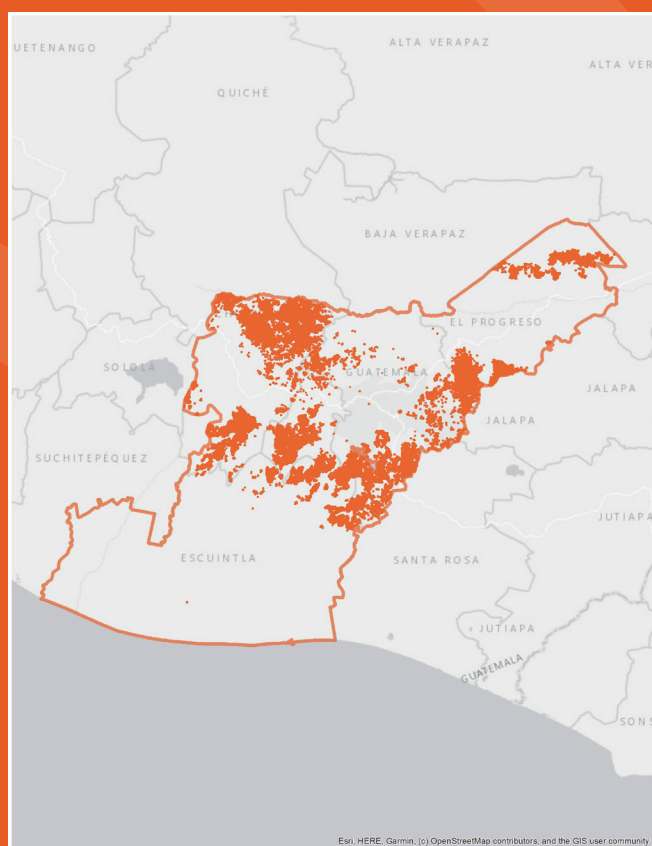 ALTA VERAPAZ
UETENANGO
ALTA VER
QUICHÉ
BAJA VERAPAZ
EL PROGRESO
SOLOLÁ
GUATEMALA
JALAPA
JALAPA
SUCHITEPÉQUEZ
JUTIAPA
ESCUINTLA
SANTA ROSA
JUTIAPA
GUATEMALA
SONS
Esri, HERE, Garmin, (c) OpenStreetMap contributors, and the GIS user community